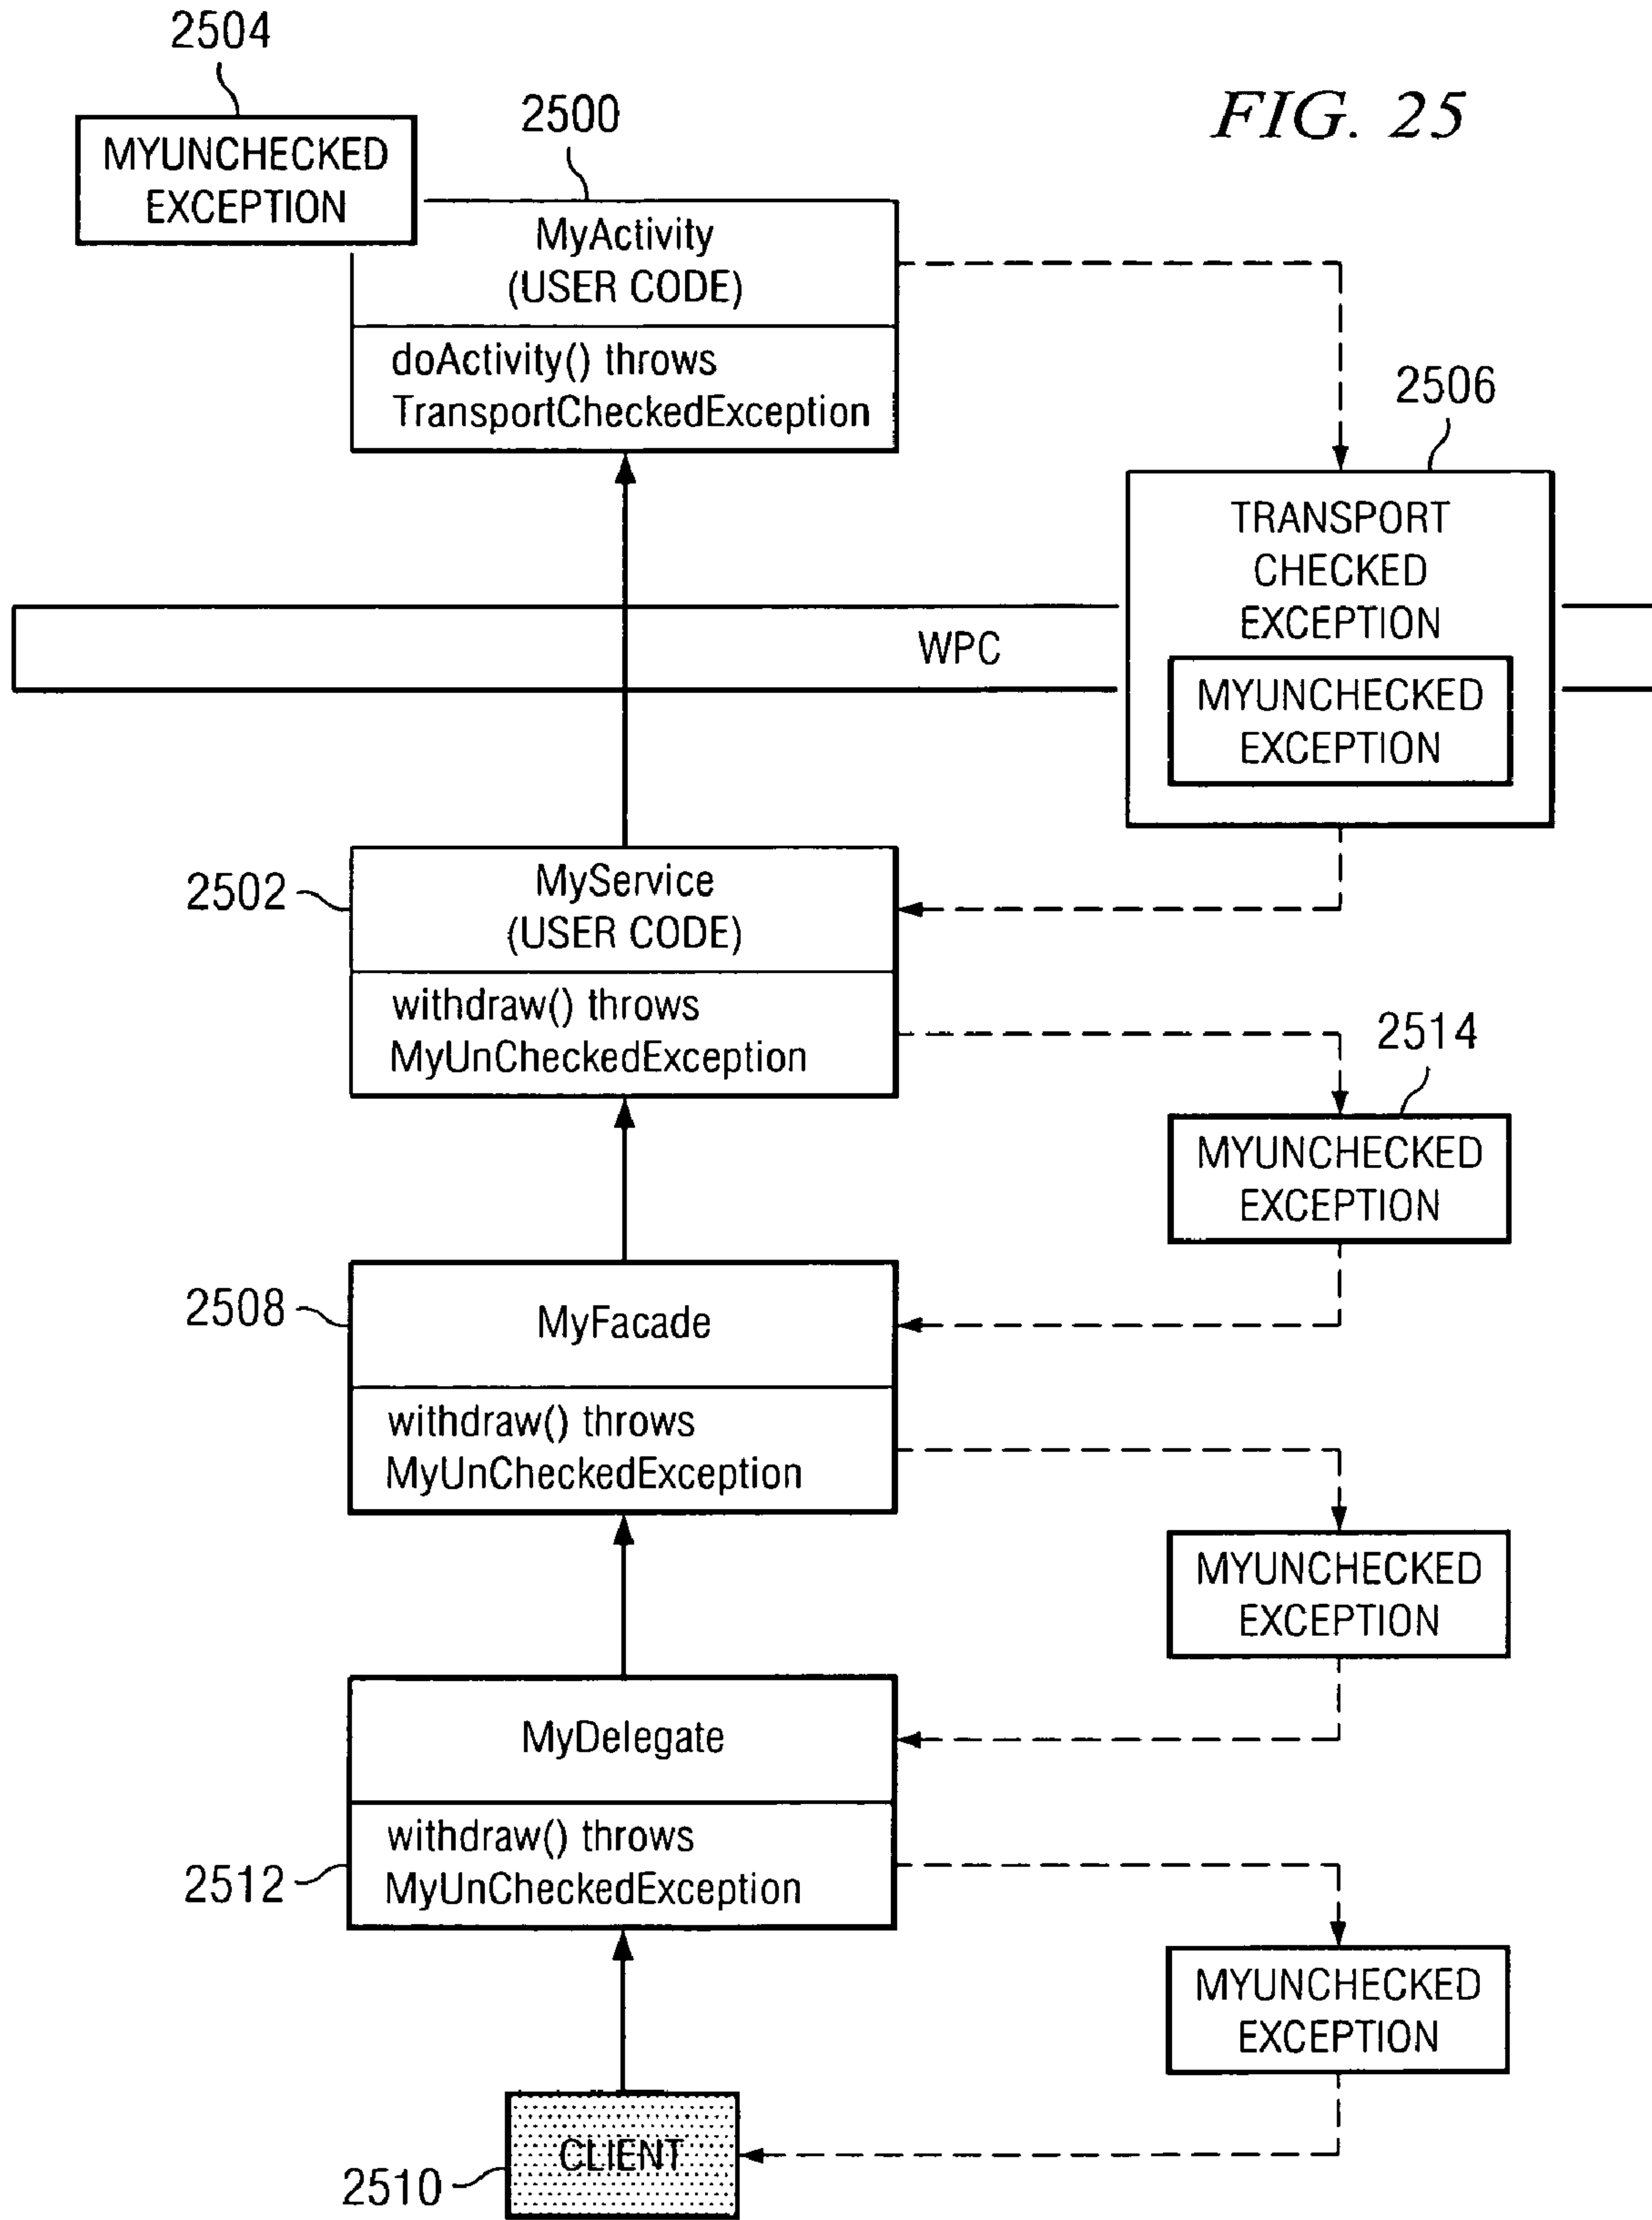 2504
MYUNCHECKED
EXCEPTION
2500
FIG. 25
MyActivity
(USER CODE)
doActivity() throws
TransportCheckedException
2506
TRANSPORT
CHECKED
EXCEPTION
MYUNCHECKED
EXCEPTION
WPC
2502
MyService
(USER CODE)
withdraw() throws
MyUnCheckedException
2514
MYUNCHECKED
EXCEPTION
2508
MyFacade
withdraw() throws
MyUnCheckedException
MYUNCHECKED
EXCEPTION
MyDelegate
2512
withdraw() throws
MyUnCheckedException
MYUNCHECKED
EXCEPTION
CLIENT
2510